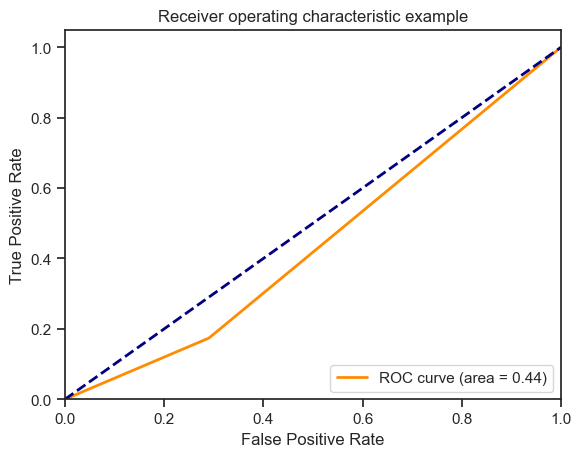 Receiver operating characteristic example
1.0
0.8
0.6
0.4
0.2
0.0
True Positive Rate
0.0 0.2 0.4 0.6 0.8 1.0
False Positive Rate
ROC curve (area = 0.44)